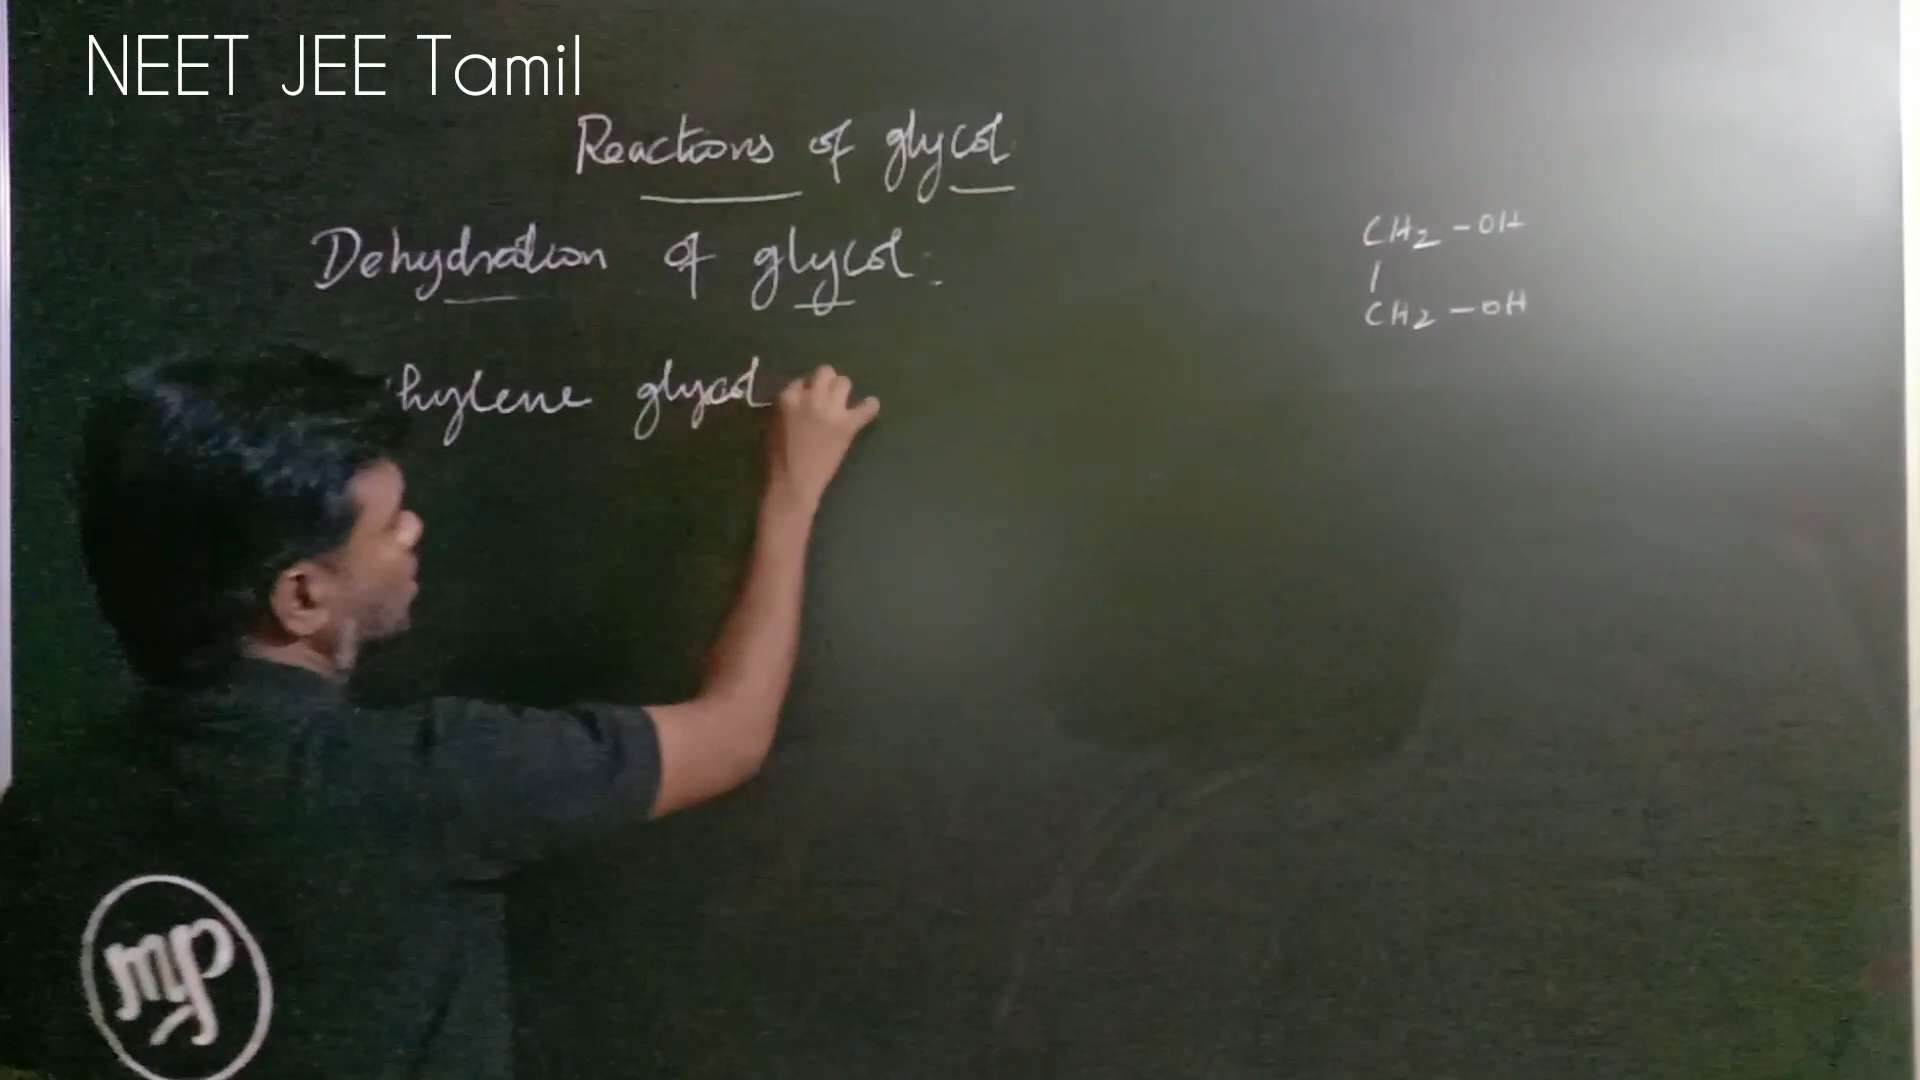 NEET JEE Tamil
Reactions of glycol
Dehydration of glycol:
hylene glycol
CH2-OH
|
CH2-OH
mp